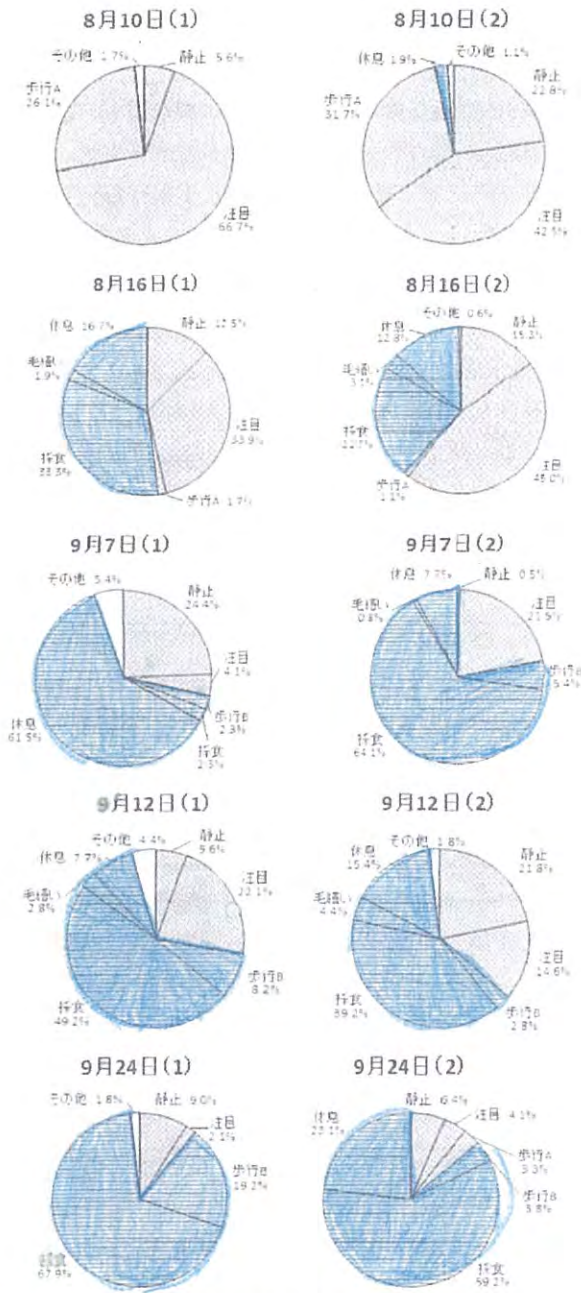 8月10日(1)
その他 1.7%
静止 5.6%
歩行A
26.1%
注目
66.7%
8月10日(2)
休息 1.9%
その他 1.1%
静止
22.8%
歩行A
31.7%
注目
42.5%
8月16日(1)
休息 16.7%
静止
毛繕い
1.9%
注目
33.9%
採食
33.3%
歩行A 1.7%
8月16日(2)
その他 0.6%
休息
12.8%
静止
15.3%
毛繕い
採食
歩行A
1.1%
注目
9月7日(1)
その他 5.4%
静止
24.4%
注目
4.1%
歩行B
2.3%
採食
2.3%
休息
61.5%
9月7日(2)
休息 7.7%
静止 0.5%
毛繕い
0.8%
注目
21.5%
歩行B
5.4%
採食
64.1%
9月12日(1)
その他 4.4%
静止
5.6%
休息
7.7%
注目
22.1%
毛繕い
2.8%
歩行B
8.2%
採食
49.2%
9月12日(2)
その他 1.8%
休息
15.4%
静止
21.8%
毛繕い
4.4%
注目
14.6%
採食
39.2%
歩行B
2.8%
9月24日(1)
その他 1.8%
静止 9.0%
注目
2.1%
歩行B
19.2%
採食
67.9%
9月24日(2)
静止 6.4%
休息
23.1%
注目 4.1%
歩行A
3.3%
歩行B
3.8%
採食
59.2%